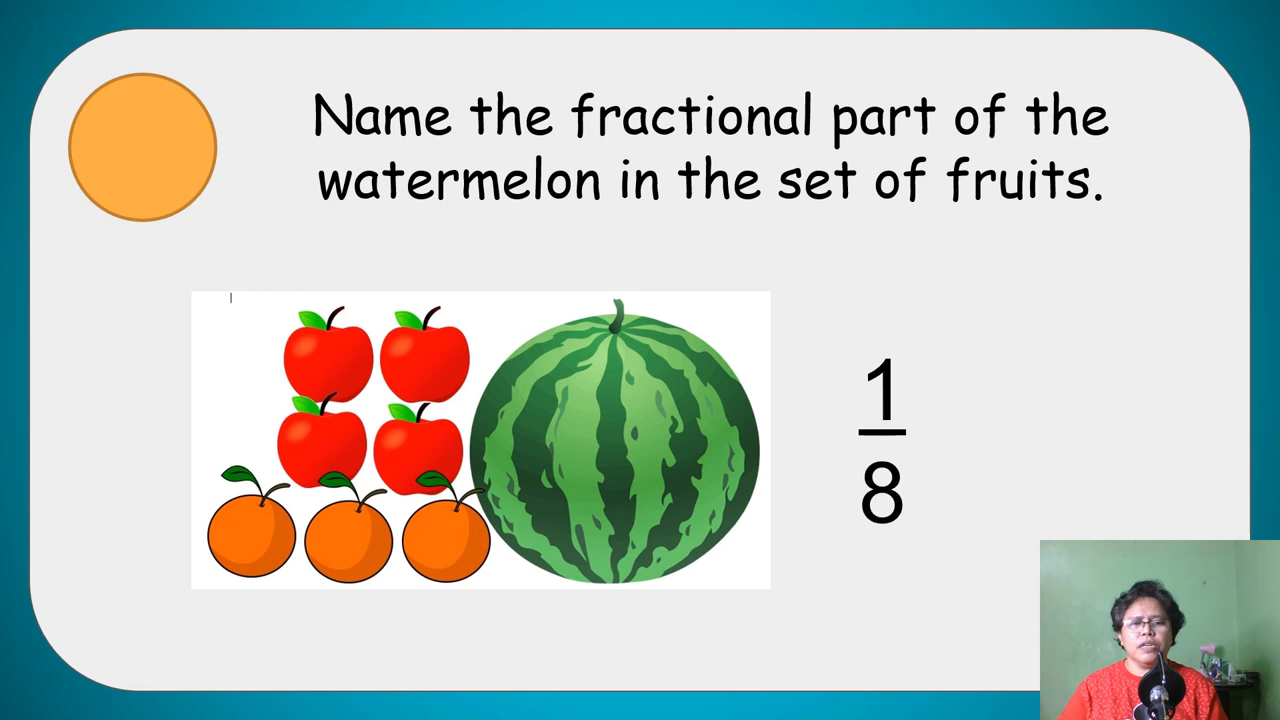 Name the fractional part of the
watermelon in the set of fruits.
1
8